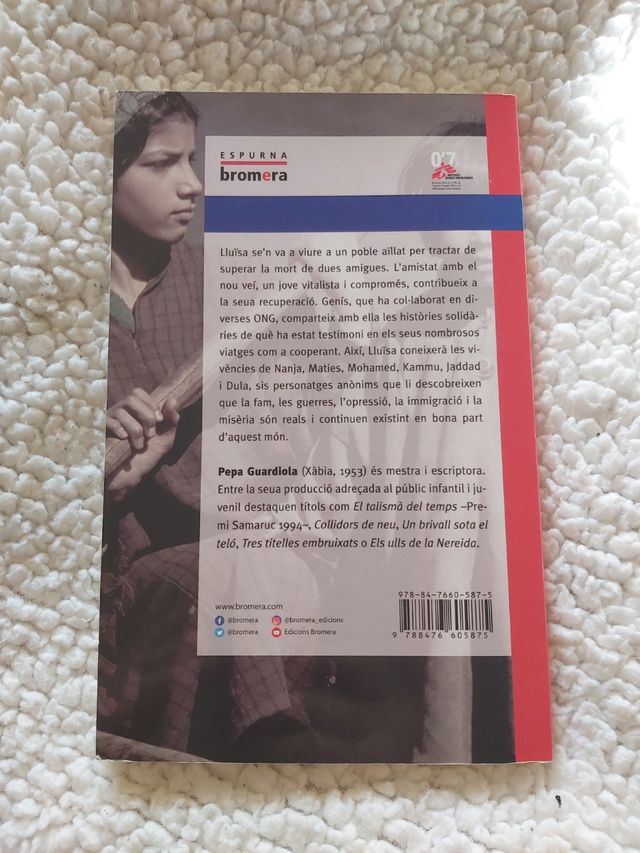 ESPURNA
bromera
0'7
Lluïsa se'n va a viure a un poble aïllat per tractar de
superar la mort de dues amigues. L'amistat amb el
nou veí, un jove vitalista i compromés, contribueix a
la seua recuperació. Genís, que ha col·laborat en di-
verses ONG, comparteix amb ella les històries solidà-
ries de què ha estat testimoni en els seus nombrosos
viatges com a cooperant. Així, Lluïsa coneixerà les vi-
vències de Nanja, Maties, Mohamed, Kammu, Jaddad
i Dula, sis personatges anònims que li descobreixen
que la fam, les guerres, l'opressió, la immigració i la
misèria són reals i continuen existint en bona part
d'aquest món.
Pepa Guardiola (Xàbia, 1953) és mestra i escriptora.
Entre la seua producció adreçada al públic infantil i ju-
venil destaquen títols com El talismà del temps –Pre-
mi Samaruc 1994–, Collidors de neu, Un brivall sota el
teló, Tres titelles embruixats o Els ulls de la Nereida.
www.bromera.com
@bromera @bromera_edicions
@bromera Edicions Bromera
978-84-7660-587-5
9 788476 605875